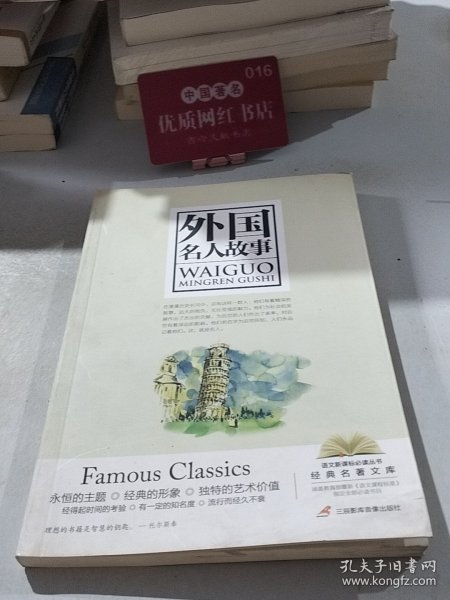 016
中国著名
优质网红书店
外国
名人故事
WAIGUO
MINGREN GUSHI
Famous Classics
永恒的主题 ◎ 经典的形象 ◎ 独特的艺术价值
经得起时间的考验 ◎ 有一定的知名度 ◎ 流行而经久不衰
理想的书籍是智慧的钥匙。 — 托尔斯泰
语文新课标必读丛书
经典名著文库
三辰影库音像出版社
孔夫子旧书网
www.kongfz.com